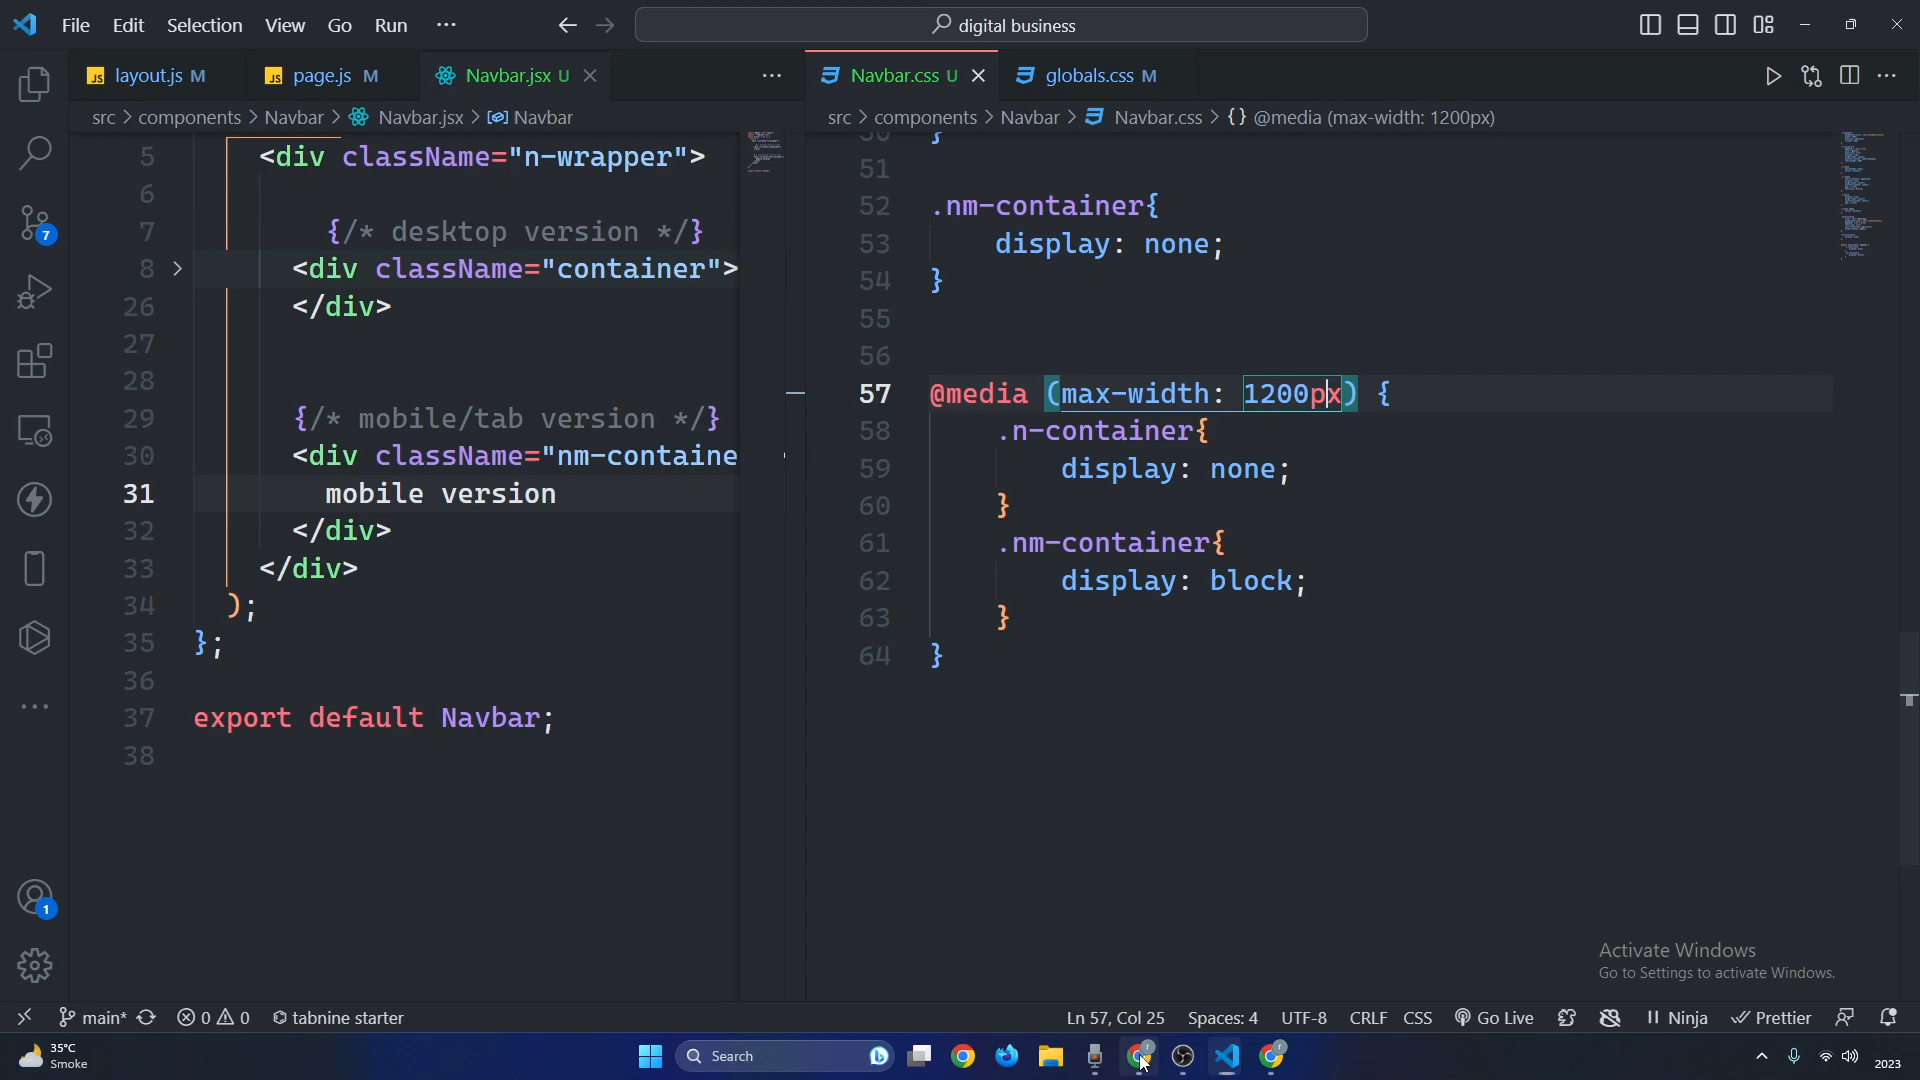 File Edit Selection View Go Run ···
digital business
layout.js M
page.js M
Navbar.jsx U
Navbar.css U
globals.css M
src > components > Navbar > Navbar.jsx > Navbar
src > components > Navbar > Navbar.css > {} @media (max-width: 1200px)
5 <div className="n-wrapper">
6
7 {/* desktop version */}
8 <div className="container">
26 </div>
27
28
29 {/* mobile/tab version */}
30 <div className="nm-containe
31 mobile version
32 </div>
33 </div>
34 );
35 };
36
37 export default Navbar;
38
50 }
51
52 .nm-container{
53 display: none;
54 }
55
56
57 @media (max-width: 1200px) {
58 .n-container{
59 display: none;
60 }
61 .nm-container{
62 display: block;
63 }
64 }
7
1
Activate Windows
Go to Settings to activate Windows.
main* 0 0 tabnine starter
Ln 57, Col 25 Spaces: 4 UTF-8 CRLF CSS Go Live Ninja Prettier
35°C
Smoke
Search
2023